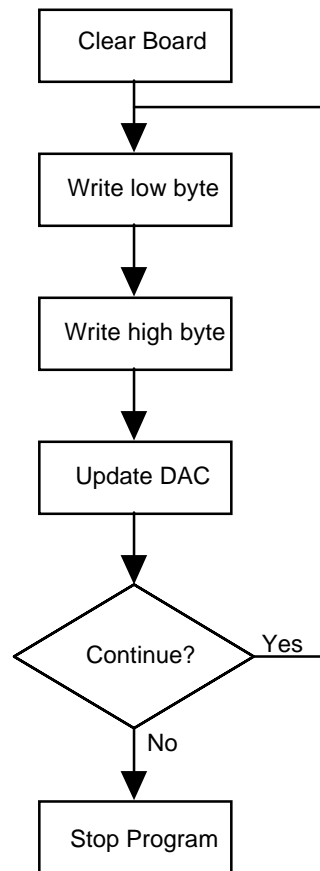 Clear Board
Write low byte
Write high byte
Update DAC
Continue?
Yes
No
Stop Program